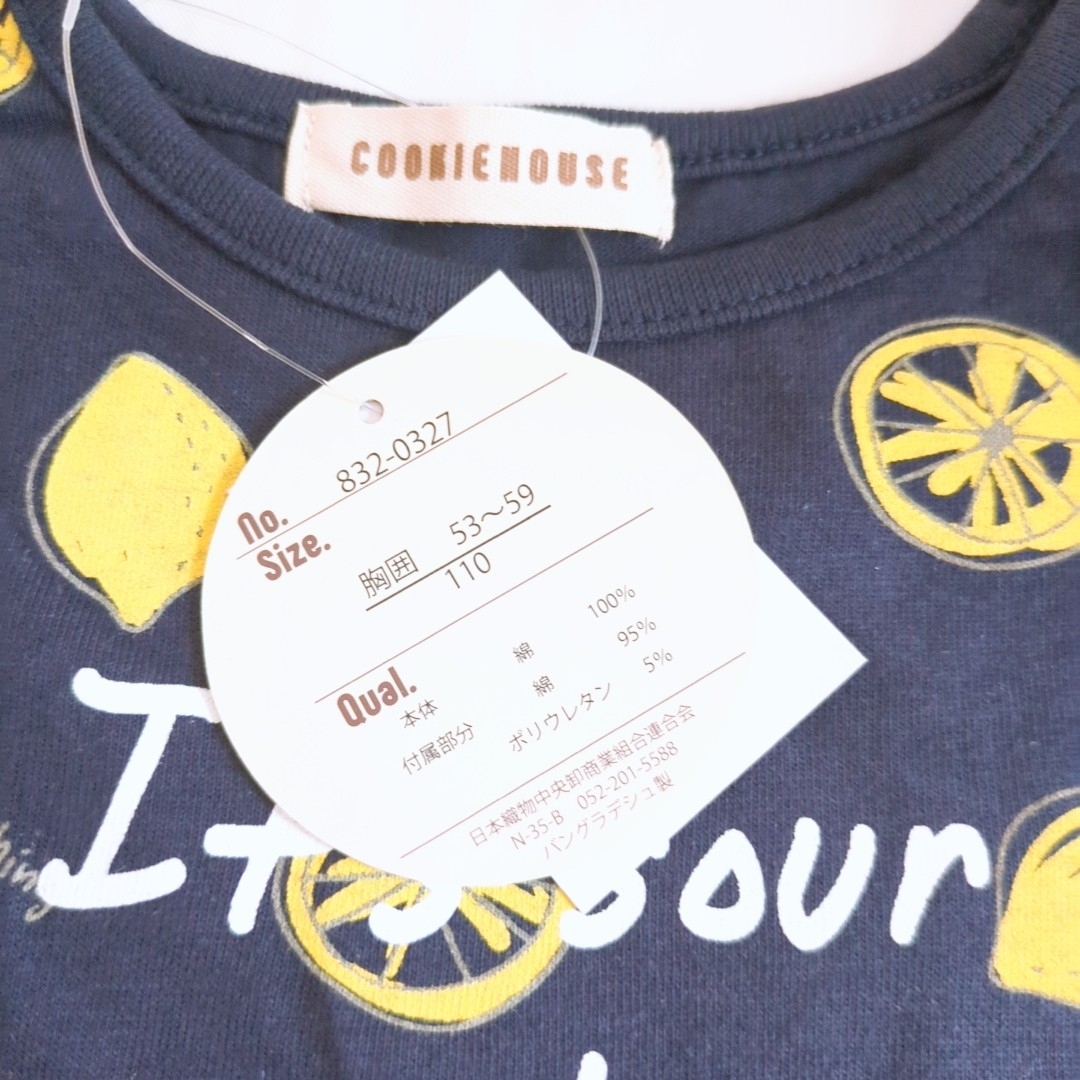 COOKIEHOUSE
No. 832-0327
Size.
胸囲 53～59
110
Qual.
綿 100%
本体 綿 95%
付属部分 ポリウレタン 5%
日本織物中央卸商業組合連合会
N-35-B 052-201-5588
バングラデシュ製
It's sour